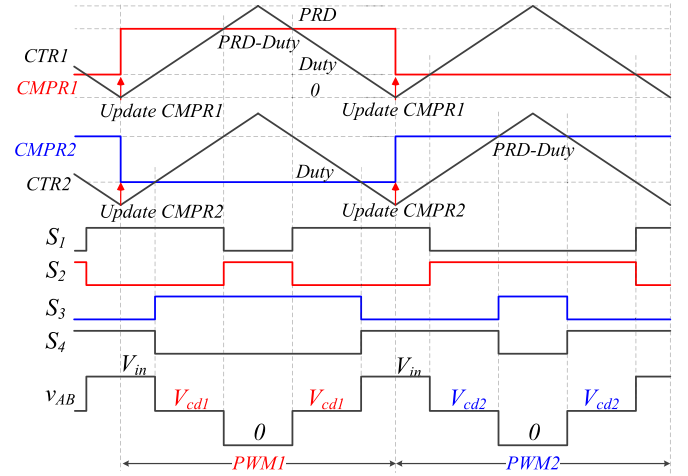 PRD
CTR1
PRD-Duty
Duty
CMPR1
0
Update CMPR1
Update CMPR1
CMPR2
PRD-Duty
CTR2
Duty
Update CMPR2
Update CMPR2
S1
S2
S3
S4
Vin
Vin
vAB
Vcd1
Vcd1
Vcd2
Vcd2
0
0
PWM1
PWM2